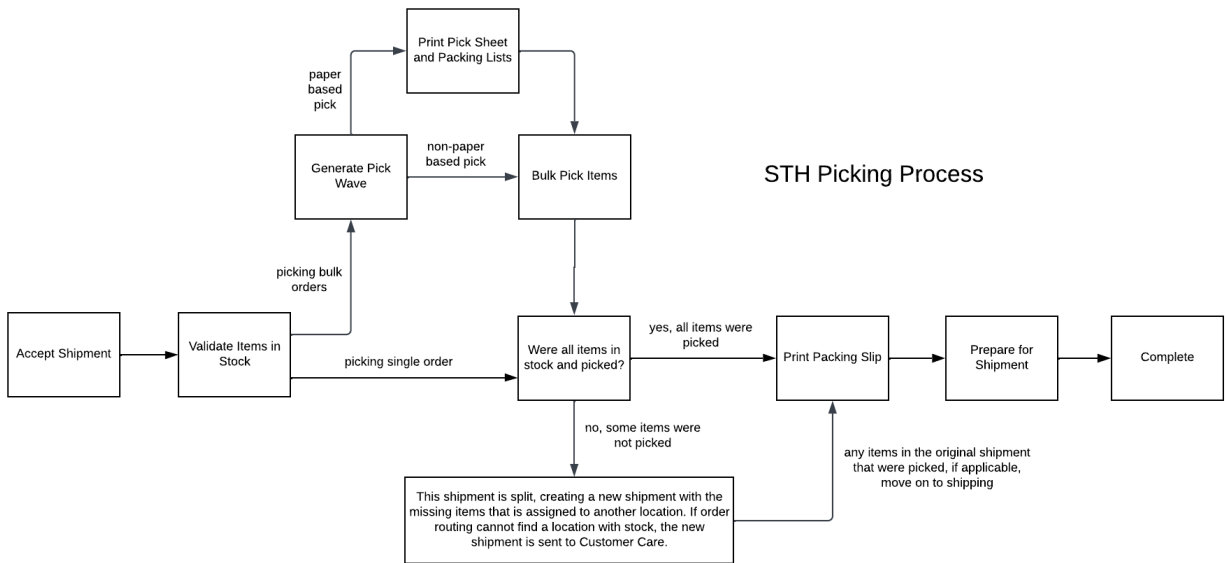 Print Pick Sheet
and Packing Lists
paper
based
pick
Generate Pick
Wave
non-paper
based pick
Bulk Pick Items
STH Picking Process
picking bulk
orders
Accept Shipment
Validate Items in
Stock
picking single order
Were all items in
stock and picked?
yes, all items were
picked
Print Packing Slip
Prepare for
Shipment
Complete
no, some items were
not picked
any items in the original shipment
that were picked, if applicable,
move on to shipping
This shipment is split, creating a new shipment with the
missing items that is assigned to another location. If order
routing cannot find a location with stock, the new
shipment is sent to Customer Care.